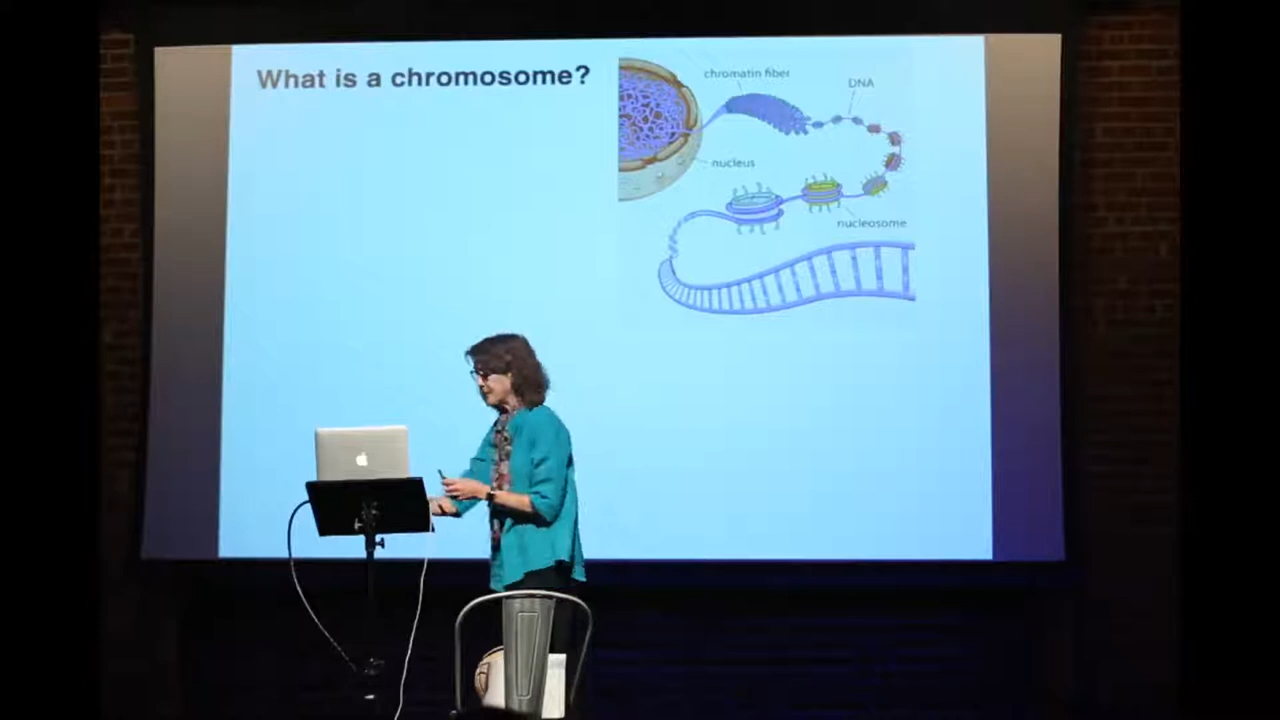 What is a chromosome?
chromatin fiber
DNA
nucleus
nucleosome